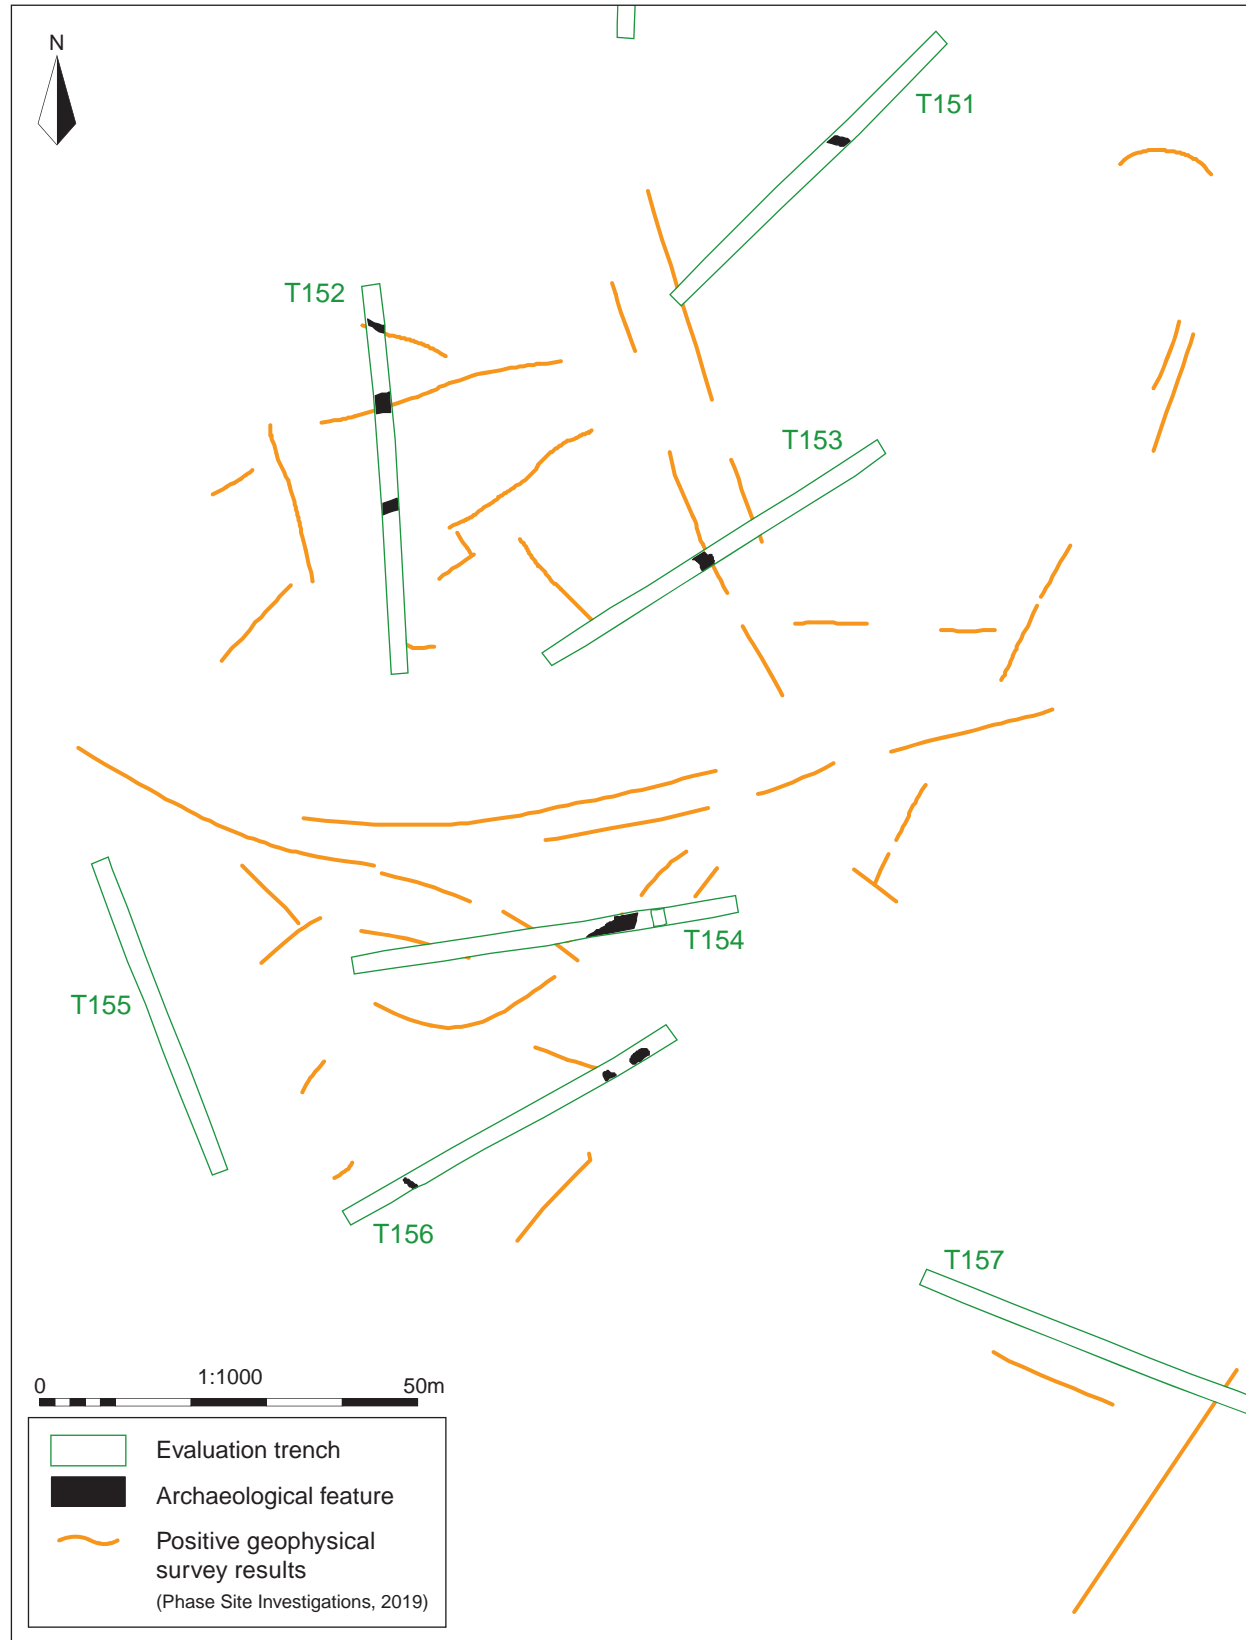 N
T151
T152
T153
T154
T155
T156
T157
0
1:1000
50m
Evaluation trench
Archaeological feature
Positive geophysical
survey results
(Phase Site Investigations, 2019)